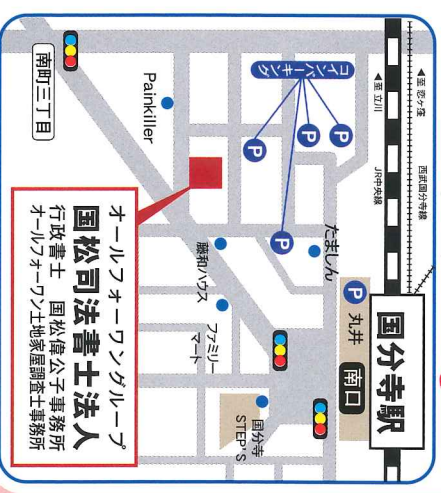 至 恋ヶ窪
西武国分寺線
至 立川
JR中央線
国分寺駅
南口
P 丸井
コインパーキング
P
P
P
P
たましん
南町三丁目
Painkiller
藤和ハウス
ファミリー
マート
国分寺
STEP'S
オールフォーワングループ
国松司法書士法人
行政書士 国松偉公子事務所
オールフォーワン土地家屋調査士事務所